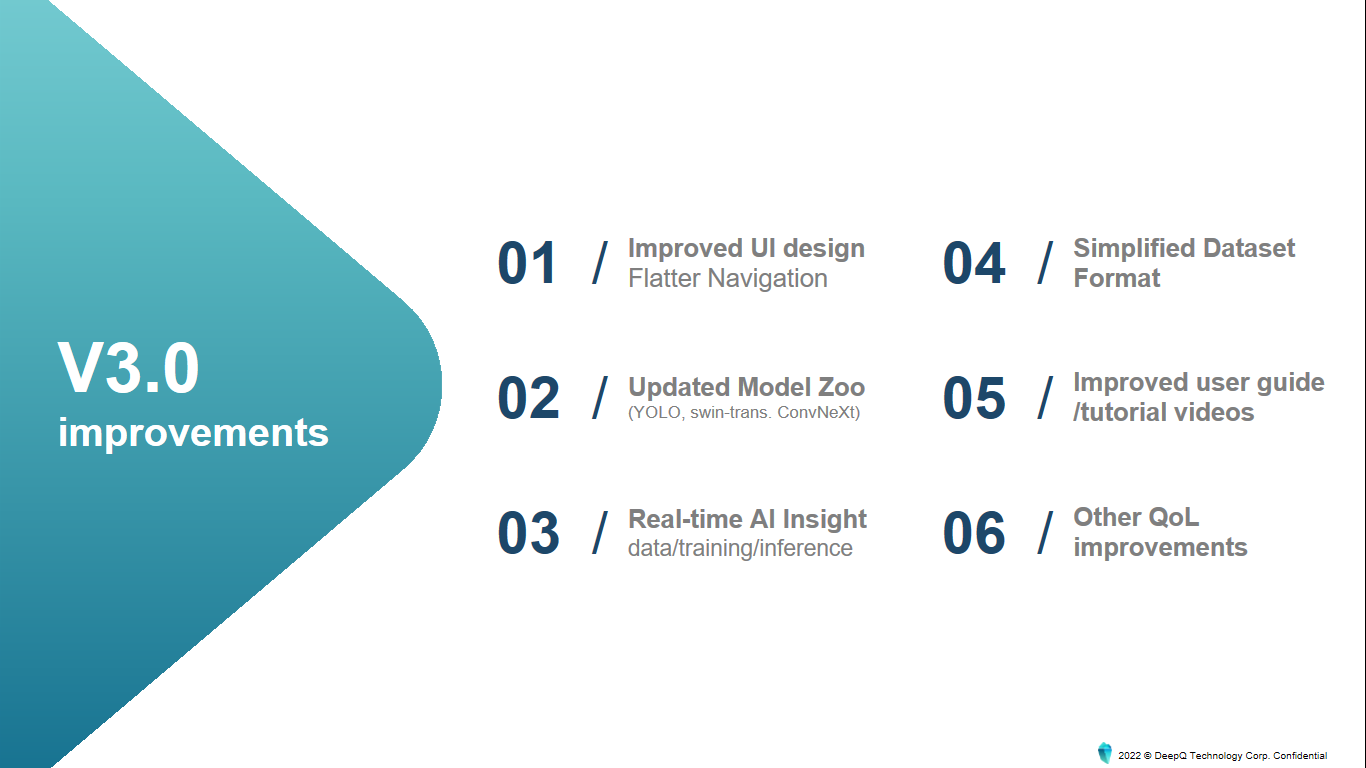 V3.0
improvements
01 / Improved UI design
Flatter Navigation
02 / Updated Model Zoo
(YOLO, swin-trans. ConvNeXt)
03 / Real-time AI Insight
data/training/inference
04 / Simplified Dataset
Format
05 / Improved user guide
/tutorial videos
06 / Other QoL
improvements
2022 © DeepQ Technology Corp. Confidential